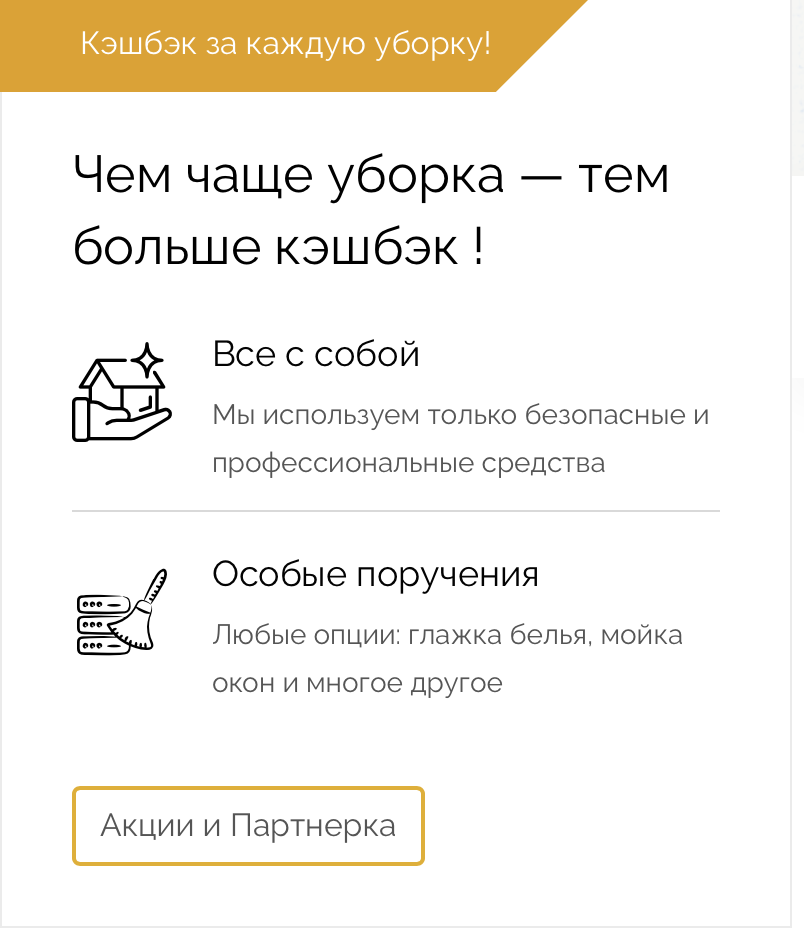 Кэшбэк за каждую уборку!
Чем чаще уборка — тем
больше кэшбэк !
Все с собой
Мы используем только безопасные и
профессиональные средства
Особые поручения
Любые опции: глажка белья, мойка
окон и многое другое
Акции и Партнерка